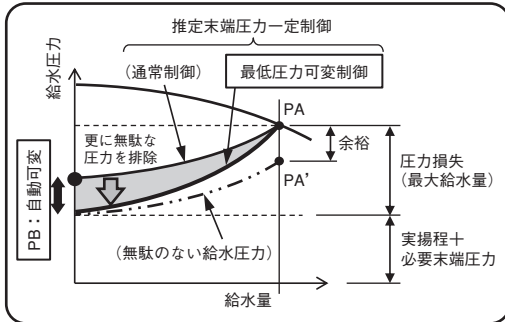 推定末端圧力一定制御
(通常制御)
最低圧力可変制御
給水圧力
PA
更に無駄な
圧力を排除
余裕
PA'
圧力損失
(最大給水量)
PB:自動可変
(無駄のない給水圧力)
実揚程+
必要末端圧力
給水量